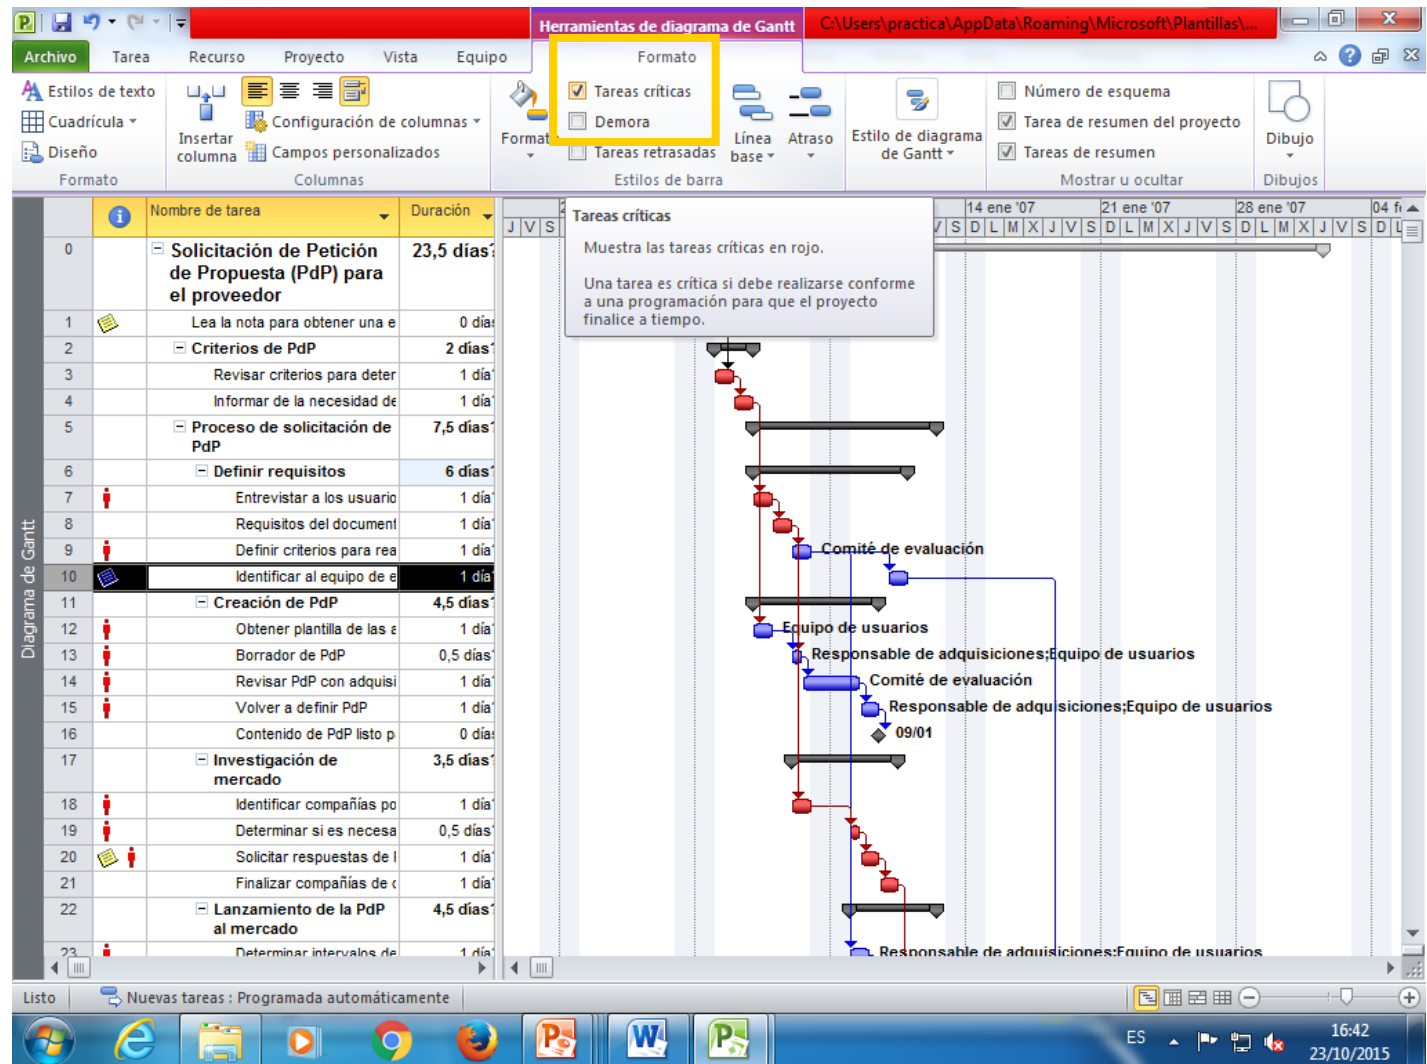 Herramientas de diagrama de Gantt
C:\Users\practica\AppData\Roaming\Microsoft\Plantillas\...
Archivo Tarea Recurso Proyecto Vista Equipo Formato
Estilos de texto
Cuadrícula
Diseño
Formato
Insertar
columna
Configuración de columnas
Campos personalizados
Columnas
Formato
Tareas críticas
Demora
Tareas retrasadas
Línea
base
Atraso
Estilos de barra
Estilo de diagrama
de Gantt
Número de esquema
Tarea de resumen del proyecto
Tareas de resumen
Mostrar u ocultar
Dibujo
Dibujos
Nombre de tarea Duración
14 ene '07 21 ene '07 28 ene '07 04 f
J V S
V S D L M X J V S D L M X J V S D L M X J V S D L
Tareas críticas
Muestra las tareas críticas en rojo.
Una tarea es crítica si debe realizarse conforme
a una programación para que el proyecto
finalice a tiempo.
0 Solicitación de Petición 23,5 días?
de Propuesta (PdP) para
el proveedor
1 Lea la nota para obtener una e 0 días
2 Criterios de PdP 2 días?
3 Revisar criterios para deter 1 día?
4 Informar de la necesidad de 1 día?
5 Proceso de solicitación de 7,5 días?
PdP
6 Definir requisitos 6 días?
7 Entrevistar a los usuario 1 día?
8 Requisitos del document 1 día?
9 Definir criterios para rea 1 día? Comité de evaluación
10 Identificar al equipo de e 1 día?
11 Creación de PdP 4,5 días?
12 Obtener plantilla de las a 1 día? Equipo de usuarios
13 Borrador de PdP 0,5 días? Responsable de adquisiciones;Equipo de usuarios
14 Revisar PdP con adquisi 1 día? Comité de evaluación
15 Volver a definir PdP 1 día? Responsable de adquisiciones;Equipo de usuarios
16 Contenido de PdP listo p 0 días 09/01
17 Investigación de 3,5 días?
mercado
18 Identificar compañías po 1 día?
19 Determinar si es necesa 0,5 días?
20 Solicitar respuestas de l 1 día?
21 Finalizar compañías de c 1 día?
22 Lanzamiento de la PdP 4,5 días?
al mercado
23 Determinar intervalos de 1 día? Responsable de adquisiciones;Equipo de usuarios
Diagrama de Gantt
Listo Nuevas tareas : Programada automáticamente
ES 16:42
23/10/2015